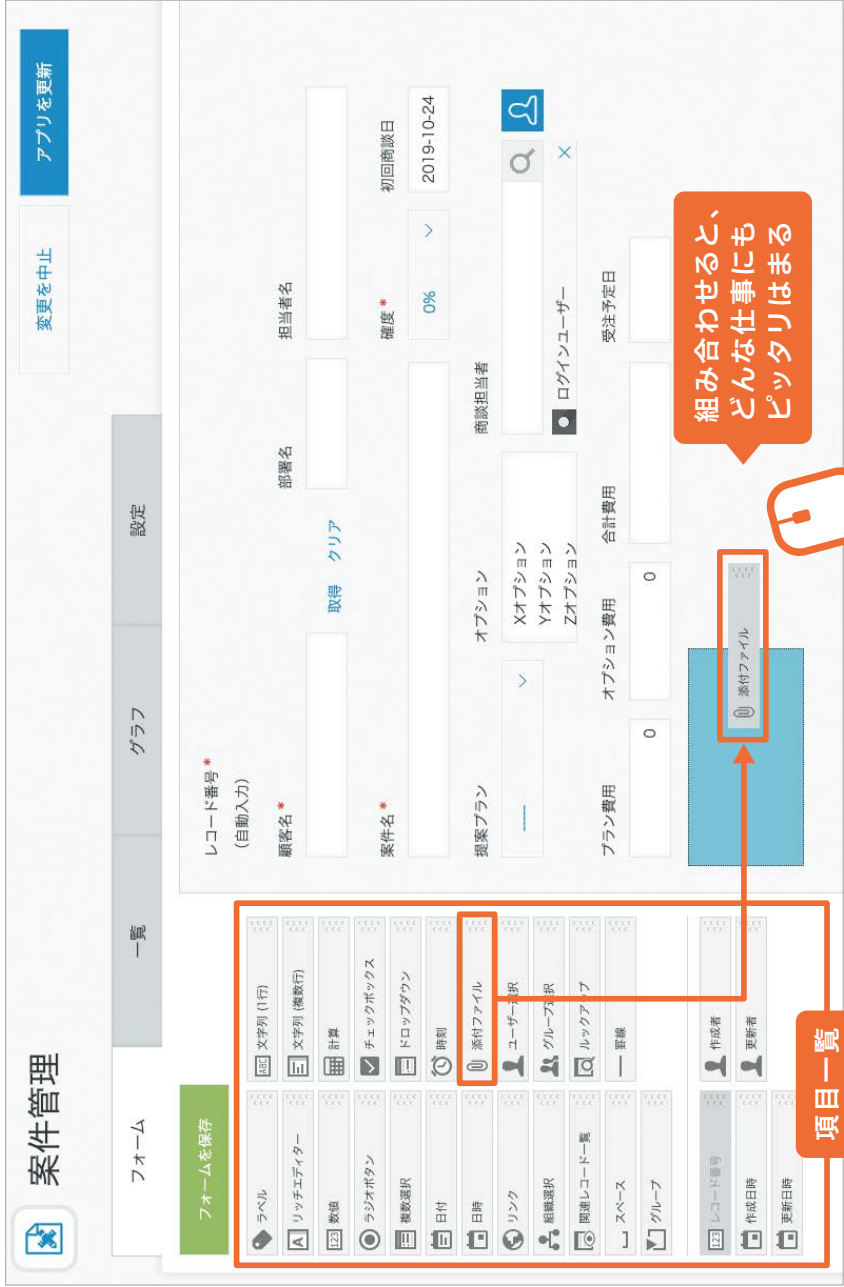 案件管理
変更を中止
アプリを更新
フォーム
一覧
グラフ
設定
フォームを保存
ラベル
ABC 文字列 (1行)
A リッチエディター
文字列 (複数行)
123 数値
計算
ラジオボタン
チェックボックス
複数選択
ドロップダウン
日付
時刻
日時
添付ファイル
リンク
ユーザー選択
組織選択
グループ選択
関連レコード一覧
ルックアップ
スペース
罫線
グループ
123 レコード番号
作成者
作成日時
更新者
更新日時
項目一覧
レコード番号 *
(自動入力)
顧客名 *
取得 クリア
部署名
担当者名
案件名 *
確度 *
0%
初回商談日
2019-10-24
提案プラン
-----
オプション
Xオプション
Yオプション
Zオプション
商談担当者
ログインユーザー
プラン費用
0
オプション費用
0
合計費用
受注予定日
添付ファイル
組み合わせると、
どんな仕事にも
ピッタリはまる